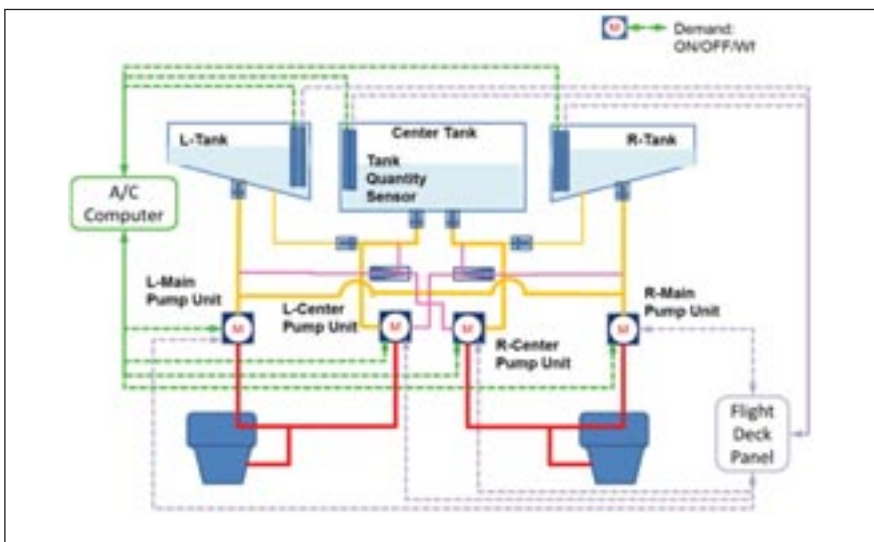 M
Demand:
ON/OFF/Wf
L-Tank
Center Tank
R-Tank
Tank
Quantity
Sensor
A/C
Computer
L-Main
Pump Unit
L-Center
Pump Unit
R-Main
Pump Unit
M
M
M
M
R-Center
Pump Unit
Flight
Deck
Panel